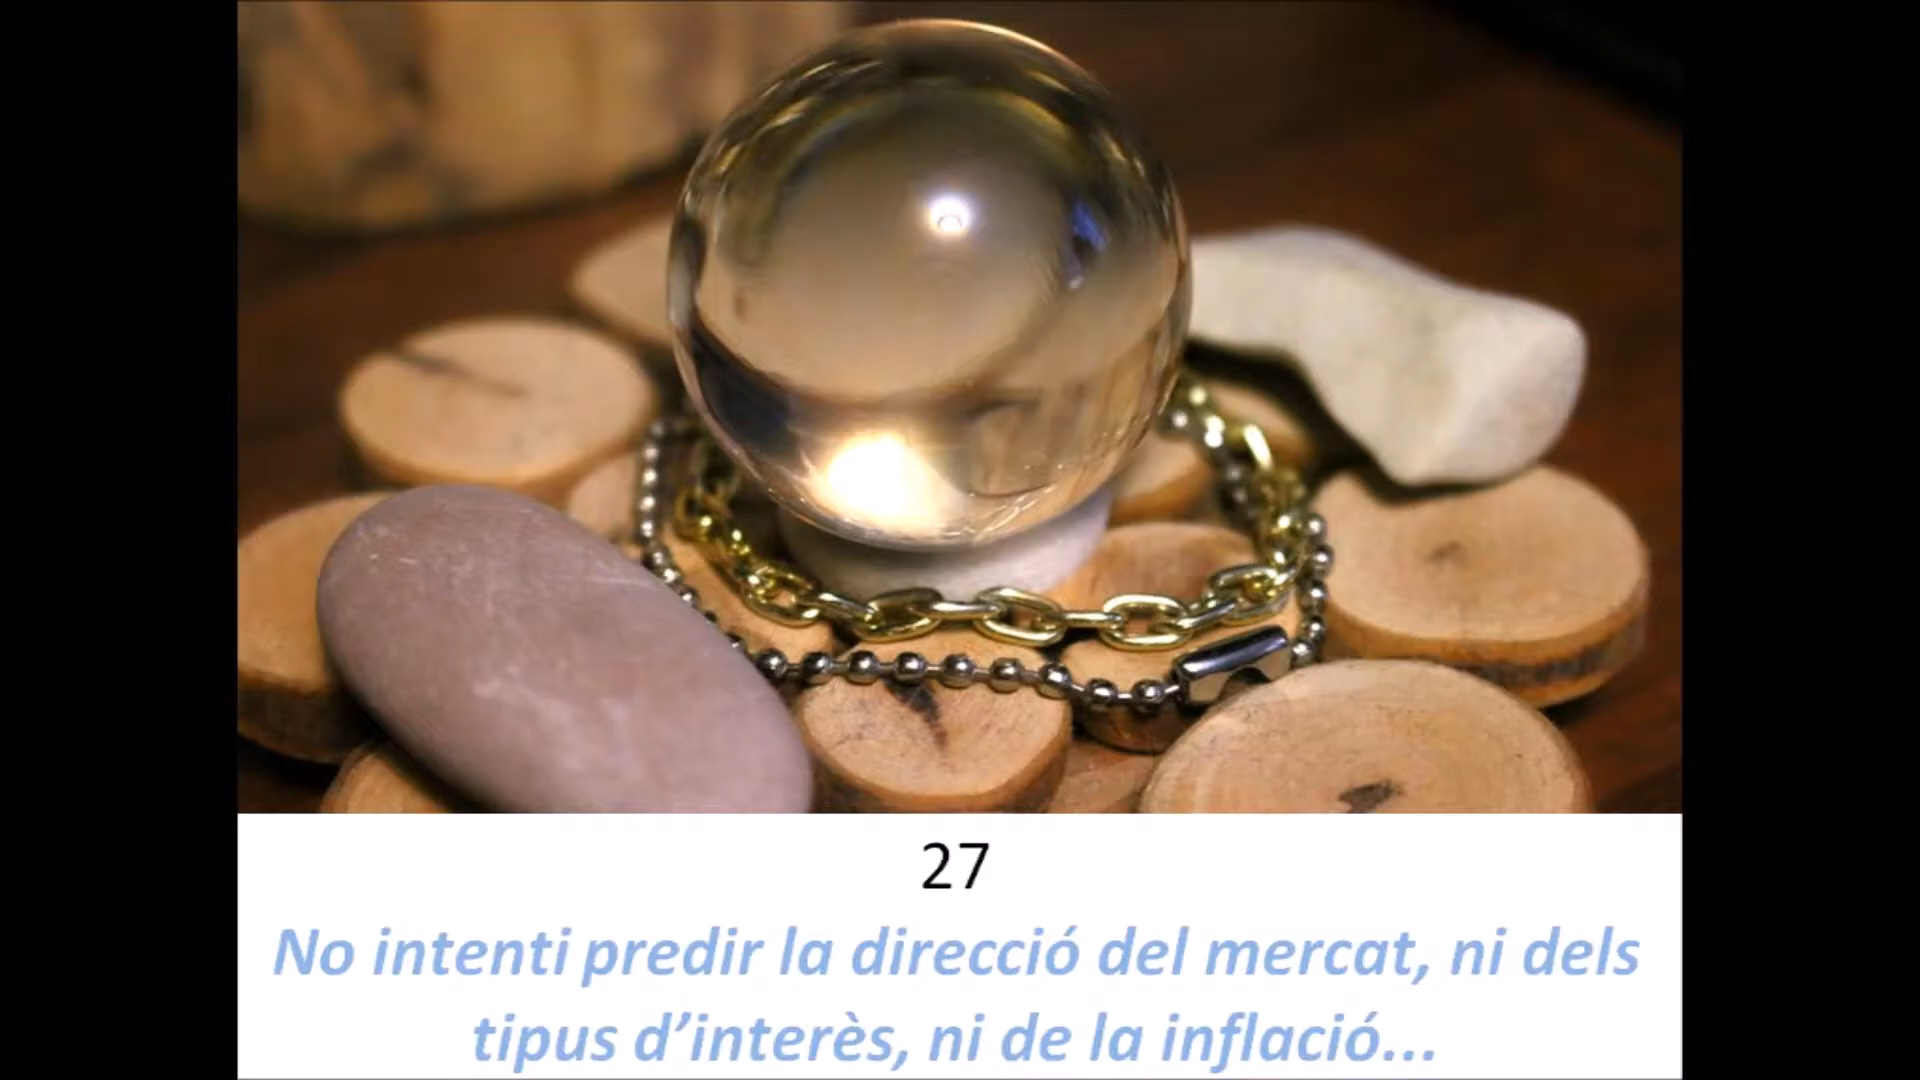 27
No intenti predir la direcció del mercat, ni dels
tipus d’interès, ni de la inflació...